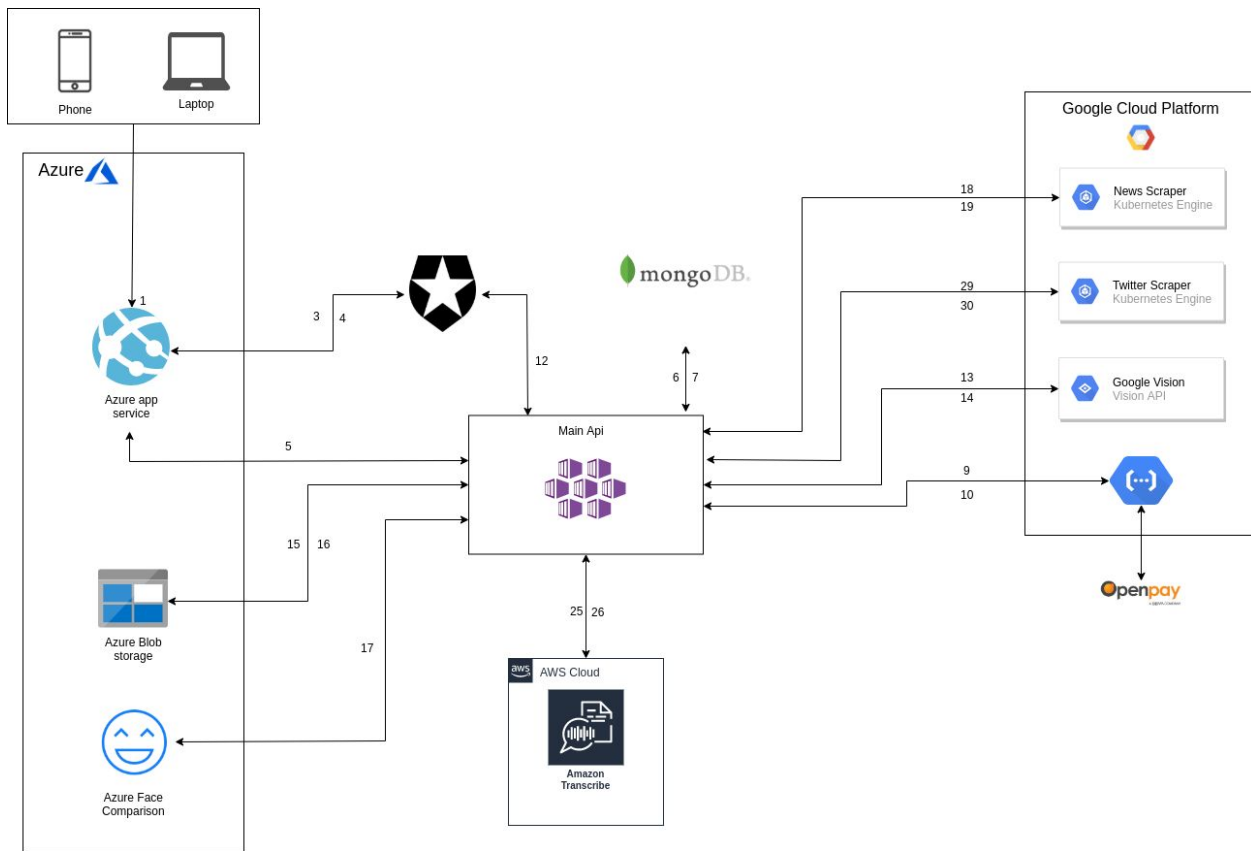 Phone
Laptop
Azure
1
Azure app
service
3
4
12
5
15
16
17
Azure Blob
storage
Azure Face
Comparison
mongoDB.
6
7
Main Api
25
26
aws
AWS Cloud
Amazon
Transcribe
Google Cloud Platform
18
19
News Scraper
Kubernetes Engine
29
30
Twitter Scraper
Kubernetes Engine
13
14
Google Vision
Vision API
9
10
Openpay